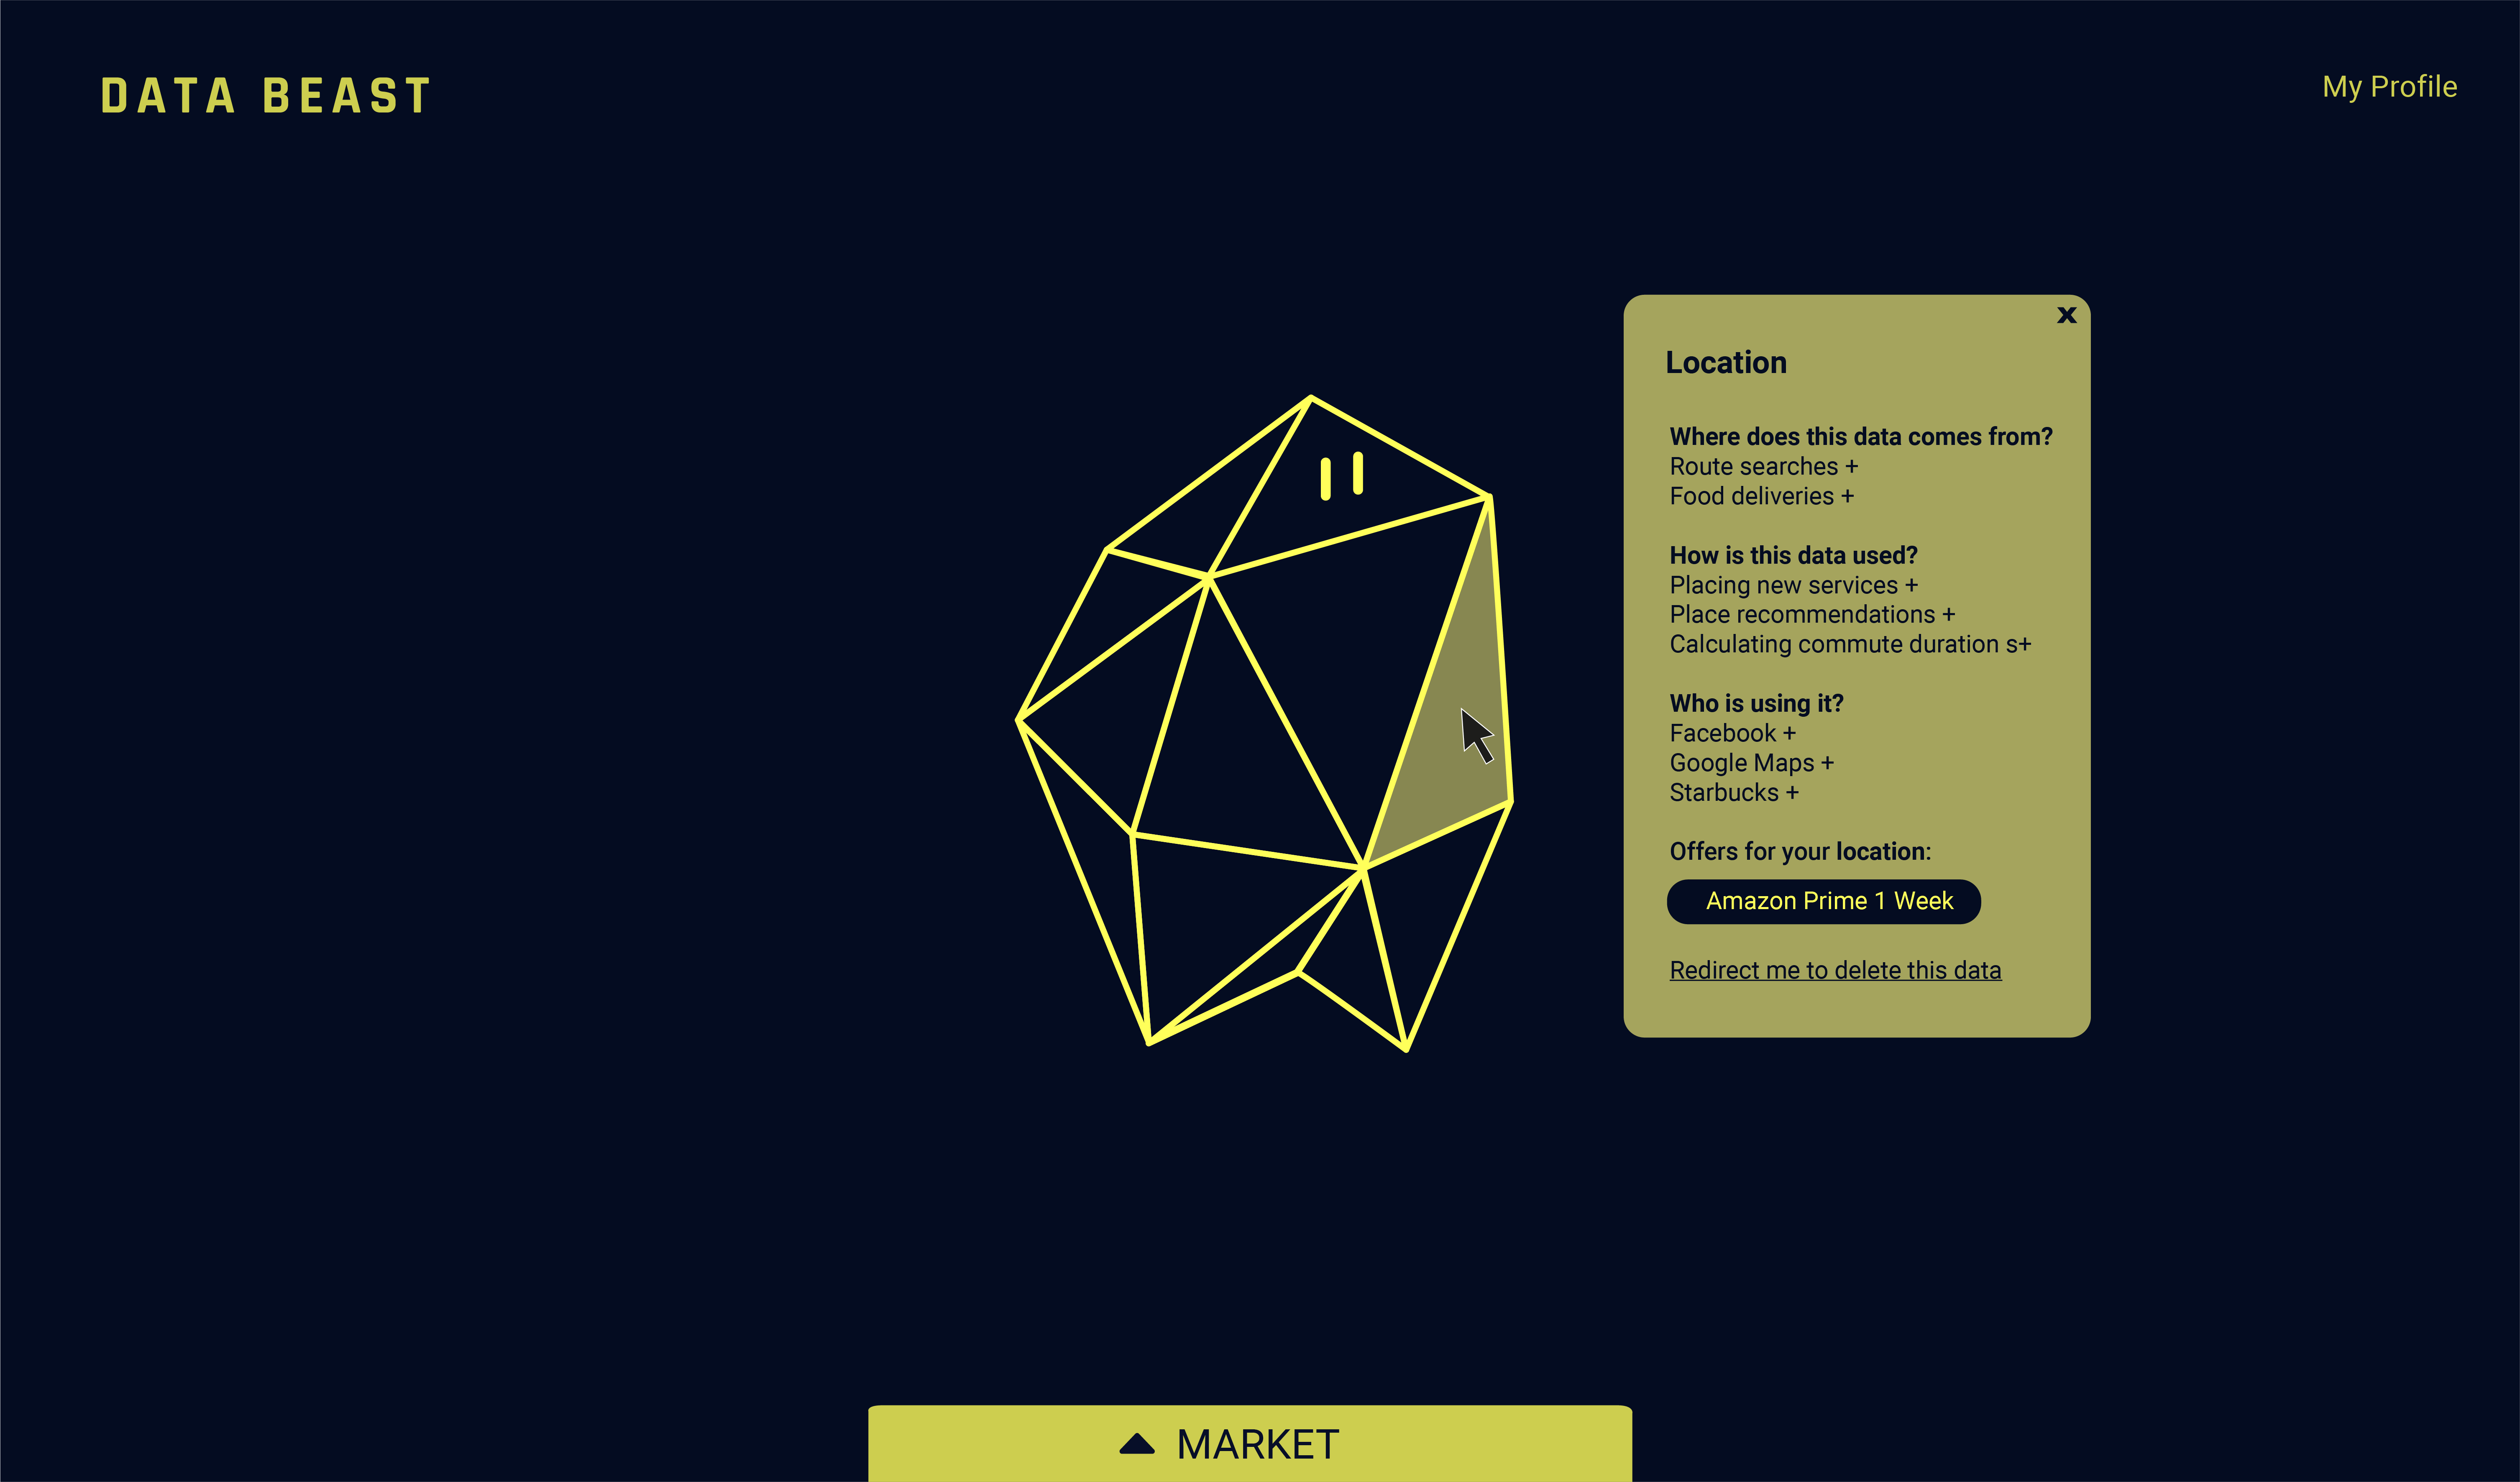 DATA BEAST
My Profile
x
Location
Where does this data comes from?
Route searches +
Food deliveries +
How is this data used?
Placing new services +
Place recommendations +
Calculating commute duration s+
Who is using it?
Facebook +
Google Maps +
Starbucks +
Offers for your location:
Amazon Prime 1 Week
Redirect me to delete this data
MARKET